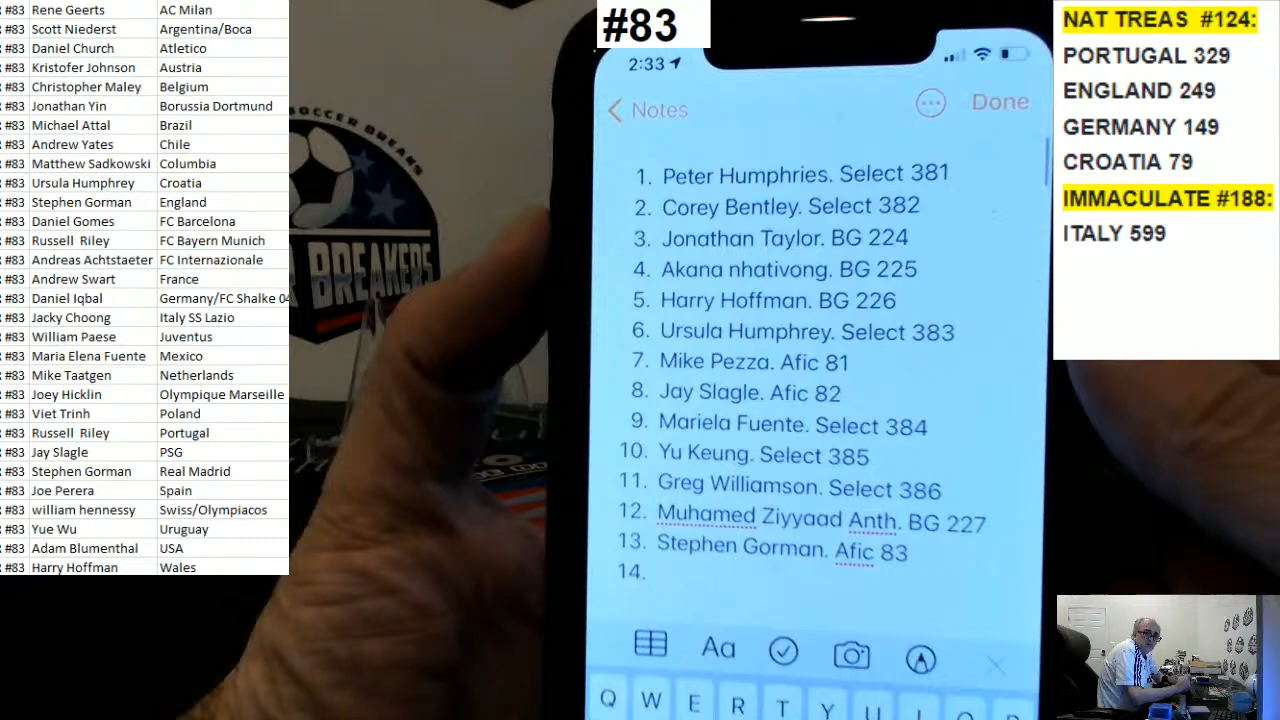 #83 Rene Geerts AC Milan
#83 Scott Niederst Argentina/Boca
#83 Daniel Church Atletico
#83 Kristofer Johnson Austria
#83 Christopher Maley Belgium
#83 Jonathan Yin Borussia Dortmund
#83 Michael Attal Brazil
#83 Andrew Yates Chile
#83 Matthew Sadkowski Columbia
#83 Ursula Humphrey Croatia
#83 Stephen Gorman England
#83 Daniel Gomes FC Barcelona
#83 Russell Riley FC Bayern Munich
#83 Andreas Achtstaeter FC Internazionale
#83 Andrew Swart France
#83 Daniel Iqbal Germany/FC Shalke 04
#83 Jacky Choong Italy SS Lazio
#83 William Paese Juventus
#83 Maria Elena Fuente Mexico
#83 Mike Taatgen Netherlands
#83 Joey Hicklin Olympique Marseille
#83 Viet Trinh Poland
#83 Russell Riley Portugal
#83 Jay Slagle PSG
#83 Stephen Gorman Real Madrid
#83 Joe Perera Spain
#83 william hennessy Swiss/Olympiacos
#83 Yue Wu Uruguay
#83 Adam Blumenthal USA
#83 Harry Hoffman Wales
SOCCER BREAKS
BREAKERS
#83
2:33
Notes
Done
1. Peter Humphries. Select 381
2. Corey Bentley. Select 382
3. Jonathan Taylor. BG 224
4. Akana nhativong. BG 225
5. Harry Hoffman. BG 226
6. Ursula Humphrey. Select 383
7. Mike Pezza. Afic 81
8. Jay Slagle. Afic 82
9. Mariela Fuente. Select 384
10. Yu Keung. Select 385
11. Greg Williamson. Select 386
12. Muhamed Ziyyaad Anth. BG 227
13. Stephen Gorman. Afic 83
14.
Aa
Q W E R T Y U
NAT TREAS #124:
PORTUGAL 329
ENGLAND 249
GERMANY 149
CROATIA 79
IMMACULATE #188:
ITALY 599